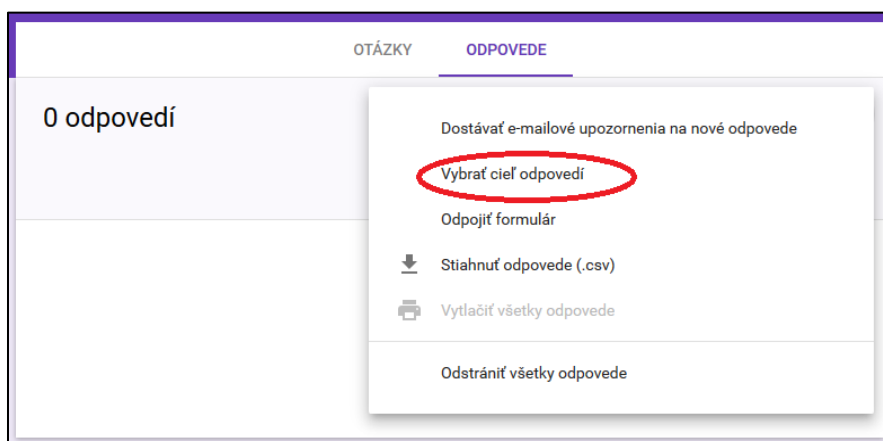 OTÁZKY ODPOVEDE
0 odpovedí
Dostávať e-mailové upozornenia na nové odpovede
Vybrať cieľ odpovedí
Odpojiť formulár
Stiahnuť odpovede (.csv)
Vytlačiť všetky odpovede
Odstrániť všetky odpovede